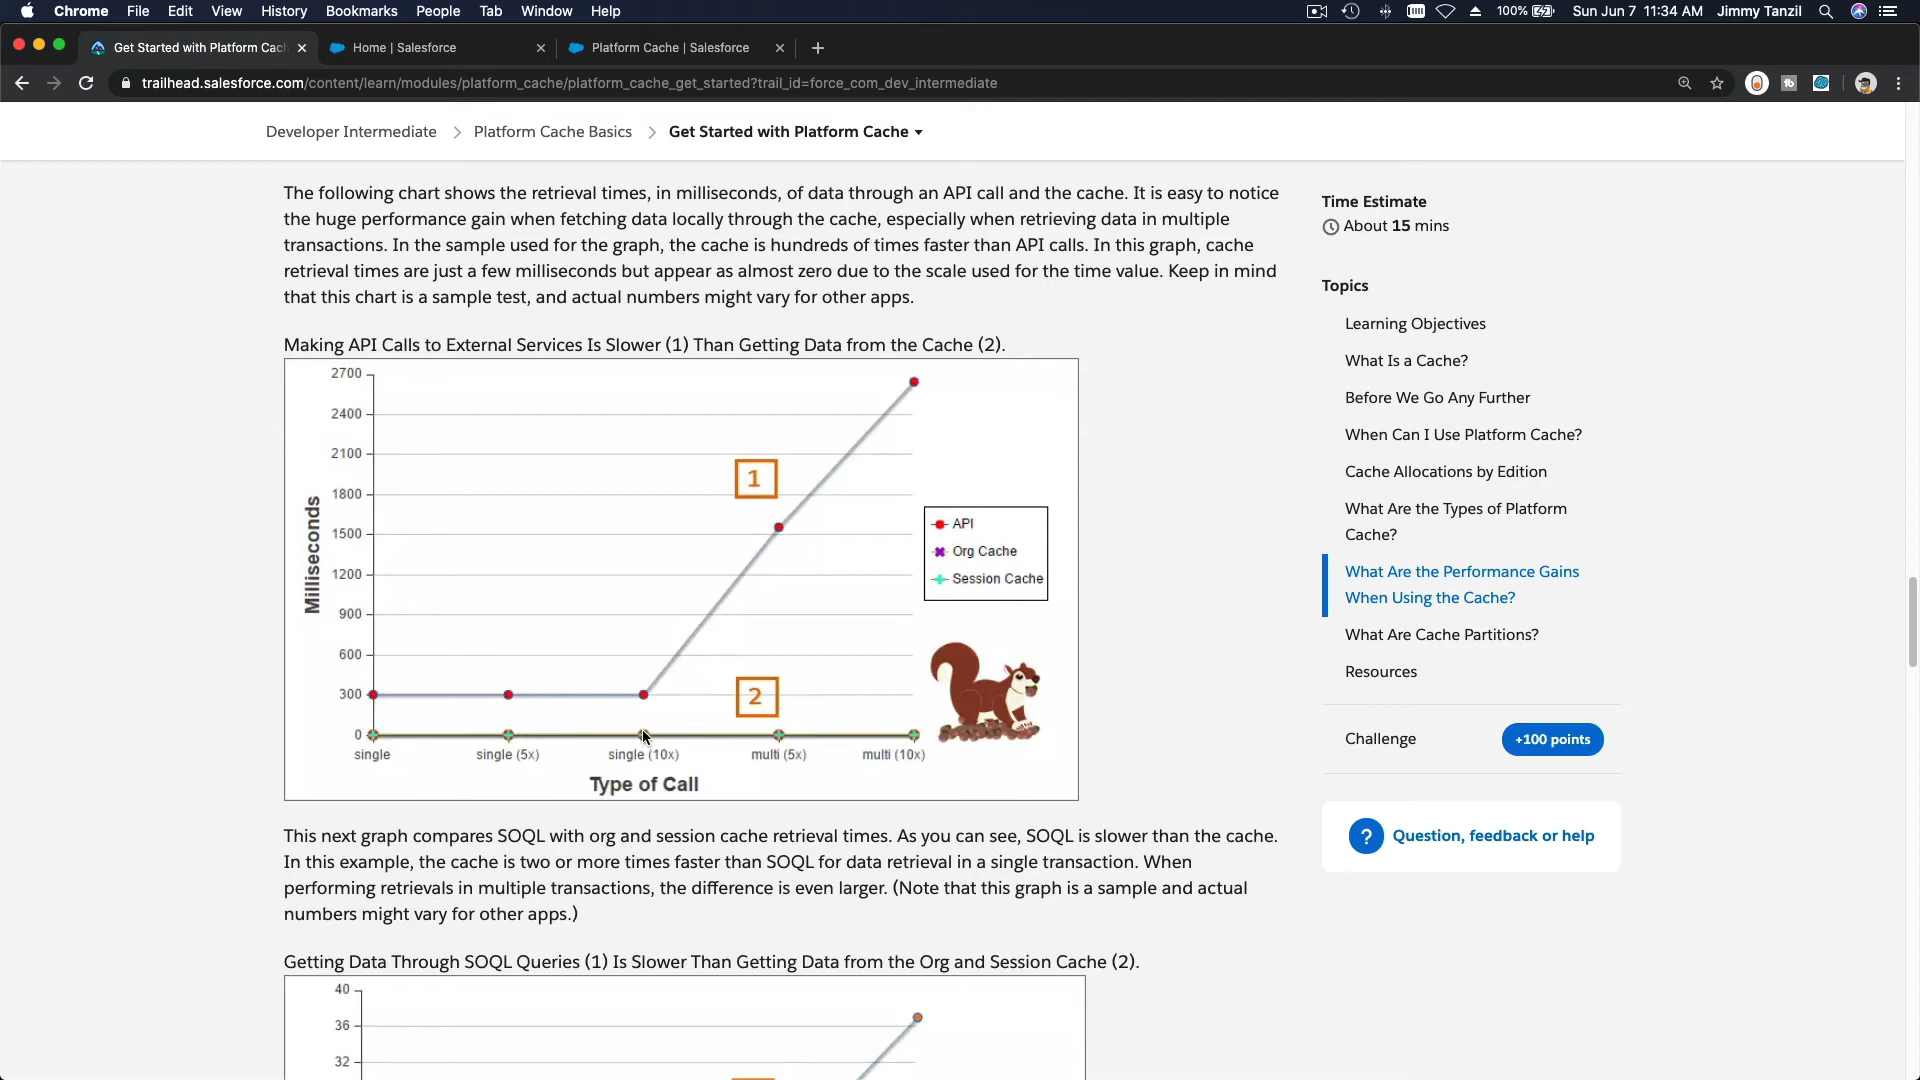 Chrome File Edit View History Bookmarks People Tab Window Help 100% Sun Jun 7 11:34 AM Jimmy Tanzil
Get Started with Platform Cach Home | Salesforce Platform Cache | Salesforce
trailhead.salesforce.com/content/learn/modules/platform_cache/platform_cache_get_started?trail_id=force_com_dev_intermediate
Developer Intermediate > Platform Cache Basics > Get Started with Platform Cache
The following chart shows the retrieval times, in milliseconds, of data through an API call and the cache. It is easy to notice
the huge performance gain when fetching data locally through the cache, especially when retrieving data in multiple
transactions. In the sample used for the graph, the cache is hundreds of times faster than API calls. In this graph, cache
retrieval times are just a few milliseconds but appear as almost zero due to the scale used for the time value. Keep in mind
that this chart is a sample test, and actual numbers might vary for other apps.
Making API Calls to External Services Is Slower (1) Than Getting Data from the Cache (2).
2700
2400
2100
1800
1500
1200
900
600
300
0
Milliseconds
1
2
API
Org Cache
Session Cache
single single (5x) single (10x) multi (5x) multi (10x)
Type of Call
This next graph compares SOQL with org and session cache retrieval times. As you can see, SOQL is slower than the cache.
In this example, the cache is two or more times faster than SOQL for data retrieval in a single transaction. When
performing retrievals in multiple transactions, the difference is even larger. (Note that this graph is a sample and actual
numbers might vary for other apps.)
Getting Data Through SOQL Queries (1) Is Slower Than Getting Data from the Org and Session Cache (2).
40
36
32
Time Estimate
About 15 mins
Topics
Learning Objectives
What Is a Cache?
Before We Go Any Further
When Can I Use Platform Cache?
Cache Allocations by Edition
What Are the Types of Platform
Cache?
What Are the Performance Gains
When Using the Cache?
What Are Cache Partitions?
Resources
Challenge +100 points
? Question, feedback or help